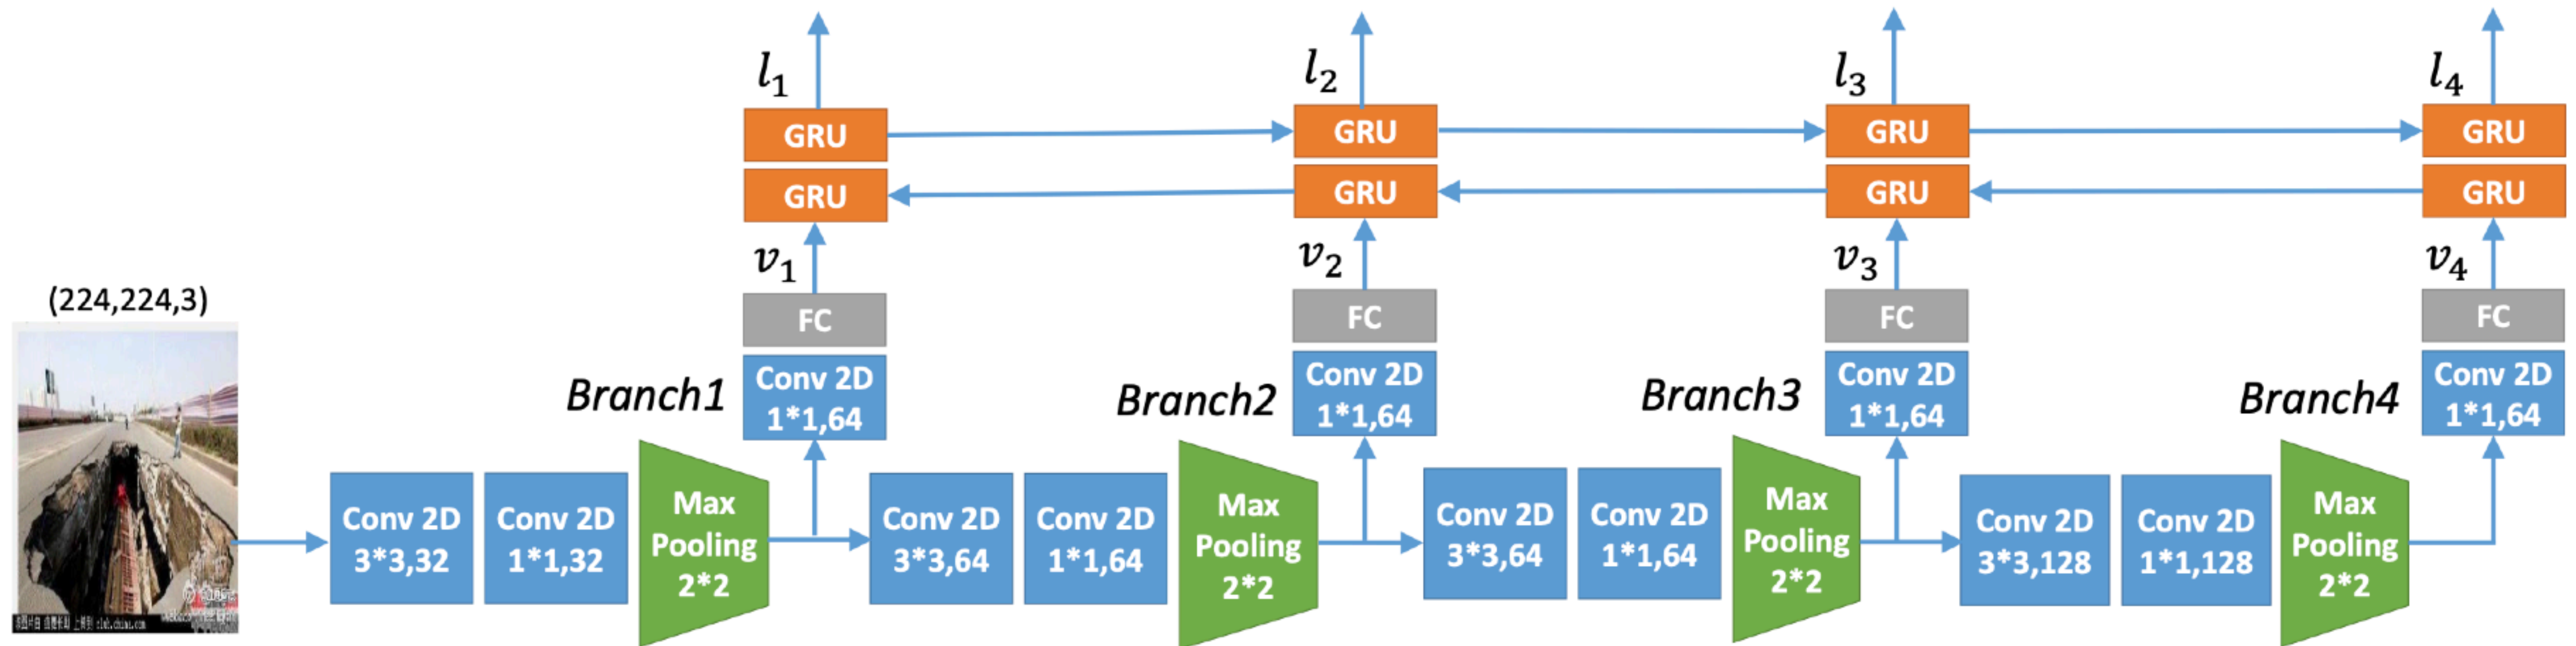 l1
l2
l3
l4
GRU
GRU
GRU
GRU
GRU
GRU
GRU
GRU
v1
v2
v3
v4
(224,224,3)
FC
FC
FC
FC
Branch1
Conv 2D
1*1,64
Branch2
Conv 2D
1*1,64
Branch3
Conv 2D
1*1,64
Branch4
Conv 2D
1*1,64
Conv 2D
3*3,32
Conv 2D
1*1,32
Max
Pooling
2*2
Conv 2D
3*3,64
Conv 2D
1*1,64
Max
Pooling
2*2
Conv 2D
3*3,64
Conv 2D
1*1,64
Max
Pooling
2*2
Conv 2D
3*3,128
Conv 2D
1*1,128
Max
Pooling
2*2
club.china.com